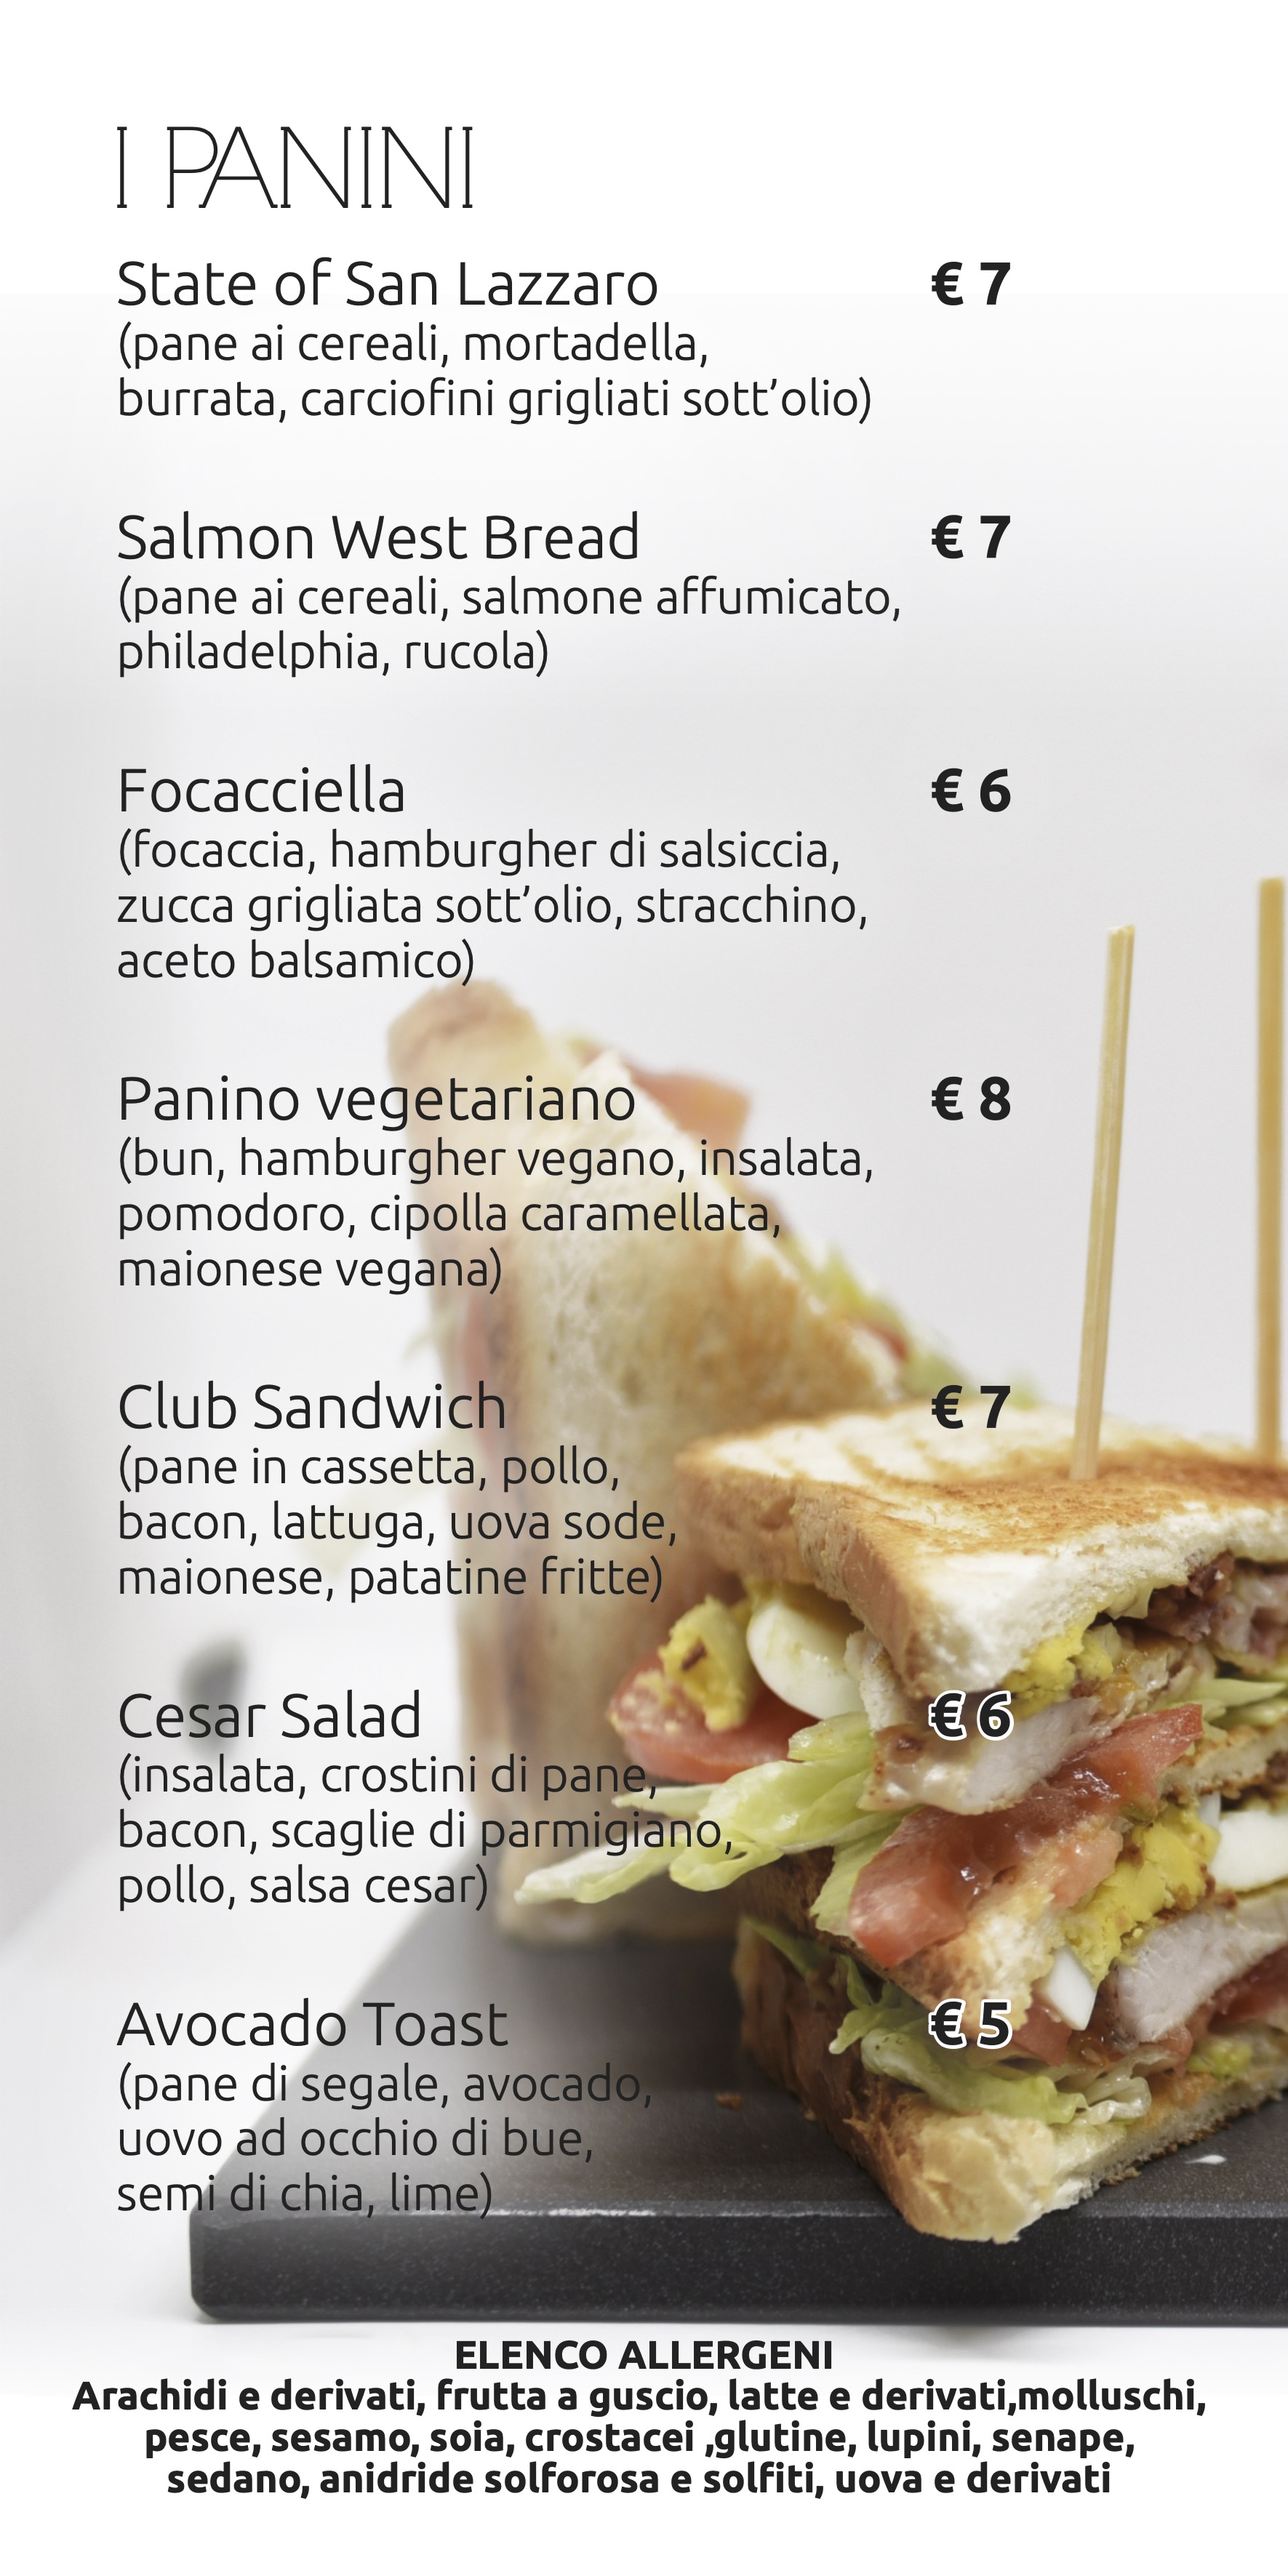 I PANINI
State of San Lazzaro € 7
(pane ai cereali, mortadella,
burrata, carciofini grigliati sott’olio)
Salmon West Bread € 7
(pane ai cereali, salmone affumicato,
philadelphia, rucola)
Focacciella € 6
(focaccia, hamburgher di salsiccia,
zucca grigliata sott’olio, stracchino,
aceto balsamico)
Panino vegetariano € 8
(bun, hamburgher vegano, insalata,
pomodoro, cipolla caramellata,
maionese vegana)
Club Sandwich € 7
(pane in cassetta, pollo,
bacon, lattuga, uova sode,
maionese, patatine fritte)
Cesar Salad € 6
(insalata, crostini di pane,
bacon, scaglie di parmigiano,
pollo, salsa cesar)
Avocado Toast € 5
(pane di segale, avocado,
uovo ad occhio di bue,
semi di chia, lime)
ELENCO ALLERGENI
Arachidi e derivati, frutta a guscio, latte e derivati,molluschi,
pesce, sesamo, soia, crostacei ,glutine, lupini, senape,
sedano, anidride solforosa e solfiti, uova e derivati